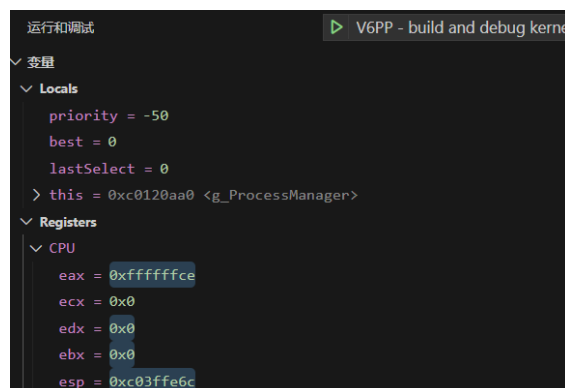 运行和调试
V6PP - build and debug kerne
变量
Locals
priority = -50
best = 0
lastSelect = 0
this = 0xc0120aa0 <g_ProcessManager>
Registers
CPU
eax = 0xffffffce
ecx = 0x0
edx = 0x0
ebx = 0x0
esp = 0xc03ffe6c